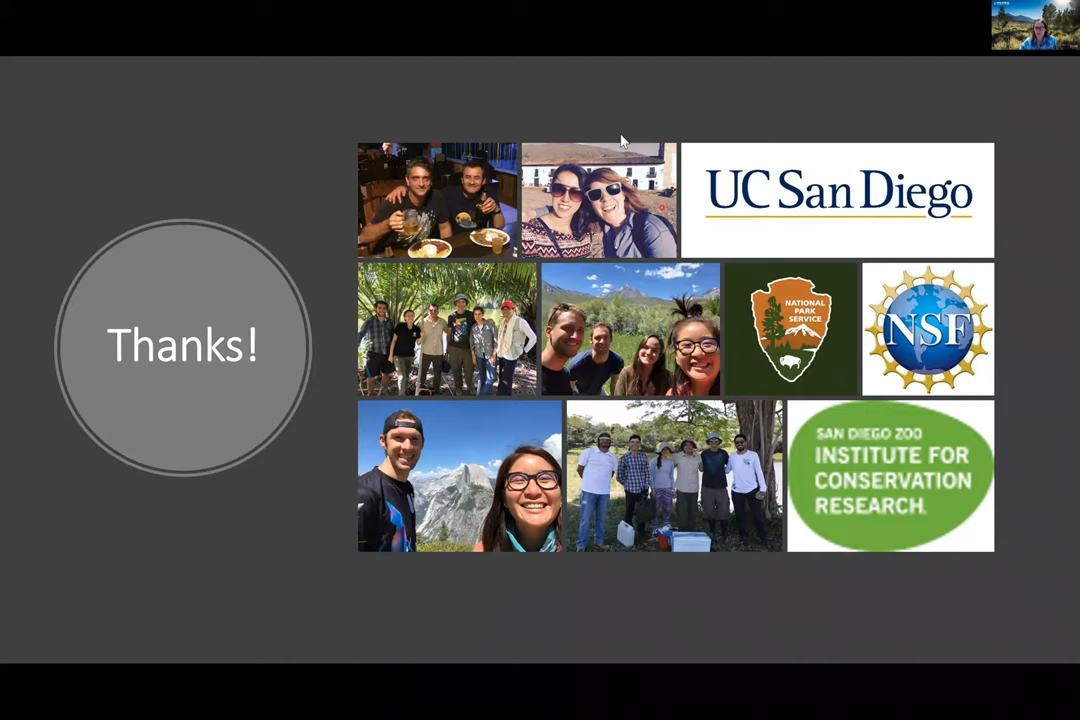 Thanks!
UC San Diego
NATIONAL
PARK
SERVICE
NSF
SAN DIEGO ZOO
INSTITUTE FOR
CONSERVATION
RESEARCH